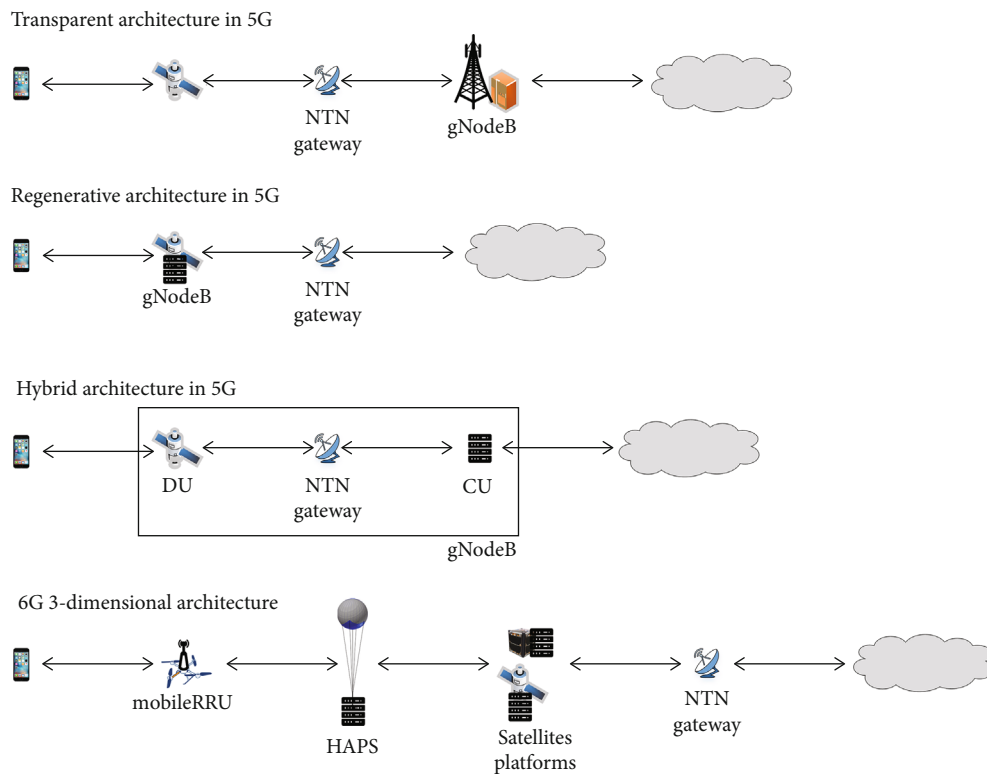 Transparent architecture in 5G
NTN
gateway
gNodeB
Regenerative architecture in 5G
gNodeB
NTN
gateway
Hybrid architecture in 5G
DU
NTN
gateway
CU
gNodeB
6G 3-dimensional architecture
mobileRRU
HAPS
Satellites
platforms
NTN
gateway